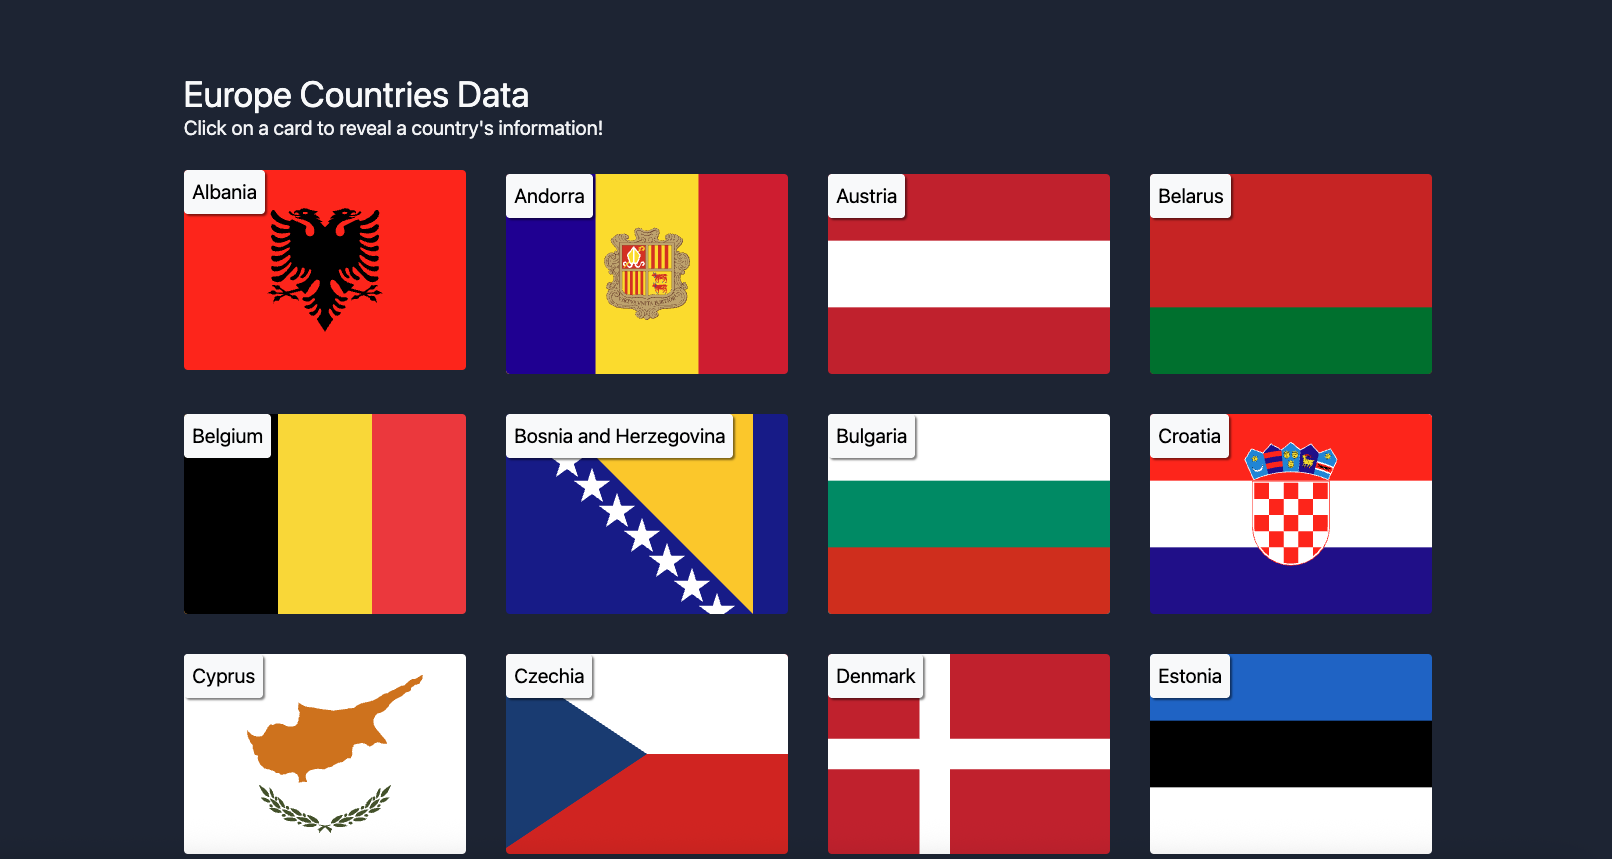 Europe Countries Data
Click on a card to reveal a country's information!
Albania
Andorra
Austria
Belarus
Belgium
Bosnia and Herzegovina
Bulgaria
Croatia
Cyprus
Czechia
Denmark
Estonia